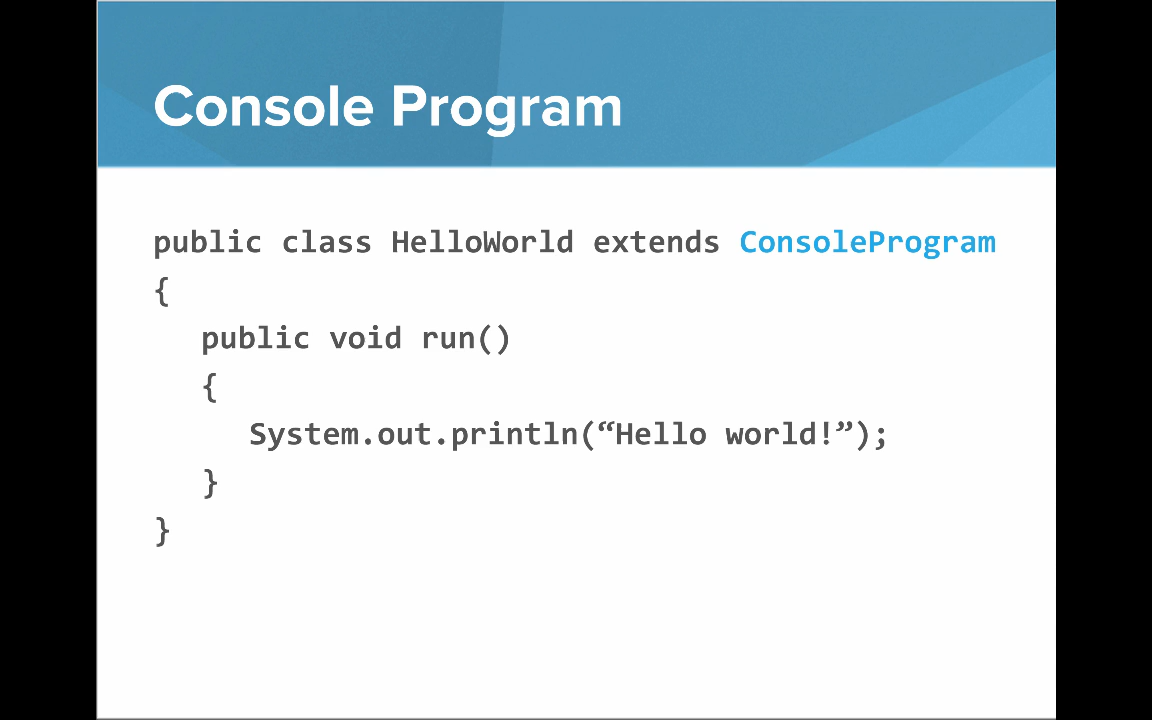 Console Program
public class HelloWorld extends ConsoleProgram
{
public void run()
{
System.out.println(“Hello world!”);
}
}